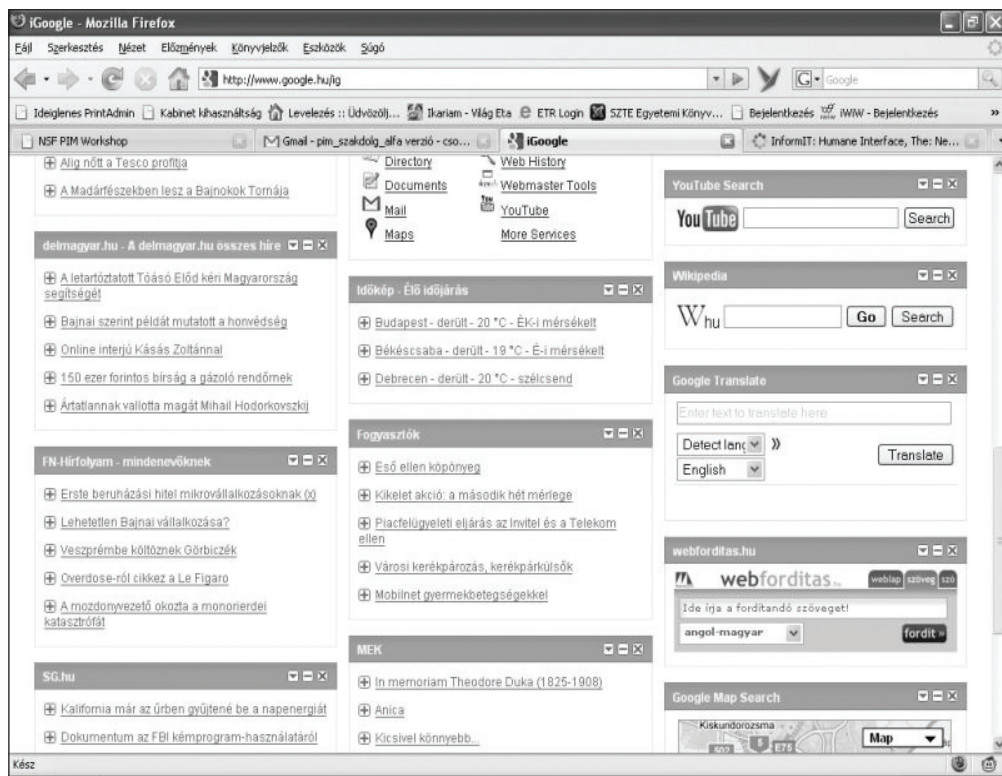 iGoogle - Mozilla Firefox
Fájl Szerkesztés Nézet Előzmények Könyvjelzők Eszközök Súgó
http://www.google.hu/ig
G Google
Ideiglenes PrintAdmin Kabinet kihasználtság Levelezés :: Üdvözölj... Ikariam - Világ Eta ETR Login SZTE Egyetemi Könyv... Bejelentkezés iWiW - Bejelentkezés »
NSF PIM Workshop
Gmail - pim_szakdolg_alfa verzió - cso...
iGoogle
InformIT: Humane Interface, The: Ne...
Alig nőtt a Tesco profitja
A Madárfészekben lesz a Bajnokok Tornája
delmagyar.hu - A delmagyar.hu összes híre
A letartóztatott Tóásó Előd kéri Magyarország
segítségét
Bajnai szerint példát mutatott a honvédség
Online interjú Kásás Zoltánnal
150 ezer forintos bírság a gázoló rendőrnek
Ártatlannak vallotta magát Mihail Hodorkovszkij
FN-Hírfolyam - mindenevőknek
Erste beruházási hitel mikrovállalkozásoknak (x)
Lehetetlen Bajnai vállalkozása?
Veszprémbe költöznek Görbiczék
Overdose-ról cikkez a Le Figaro
A mozdonyvezető okozta a monorierdei
katasztrófát
SG.hu
Kalifornia már az űrben gyűjtené be a napenergiát
Dokumentum az FBI kémprogram-használatáról
Directory Web History
Documents Webmaster Tools
Mail YouTube
Maps More Services
Időkép - Élő időjárás
Budapest - derült - 20 °C - ÉK-i mérsékelt
Békéscsaba - derült - 19 °C - É-i mérsékelt
Debrecen - derült - 20 °C - szélcsend
Fogyasztók
Eső ellen köpönyeg
Kikelet akció: a második hét mérlege
Piacfelügyeleti eljárás az Invitel és a Telekom
ellen
Városi kerékpározás, kerékpárkülsők
Mobilnet gyermekbetegségekkel
MEK
In memoriam Theodore Duka (1825-1908)
Anica
Kicsivel könnyebb...
YouTube Search
YouTube Search
Wikipedia
W hu Go Search
Google Translate
Enter text to translate here
Detect lang »
English
Translate
webforditas.hu
webforditas weblap szöveg szó
Ide írja a fordítandó szöveget!
angol-magyar fordít »
Google Map Search
Kiskundorozsma
502 5 E75
Map
Kész